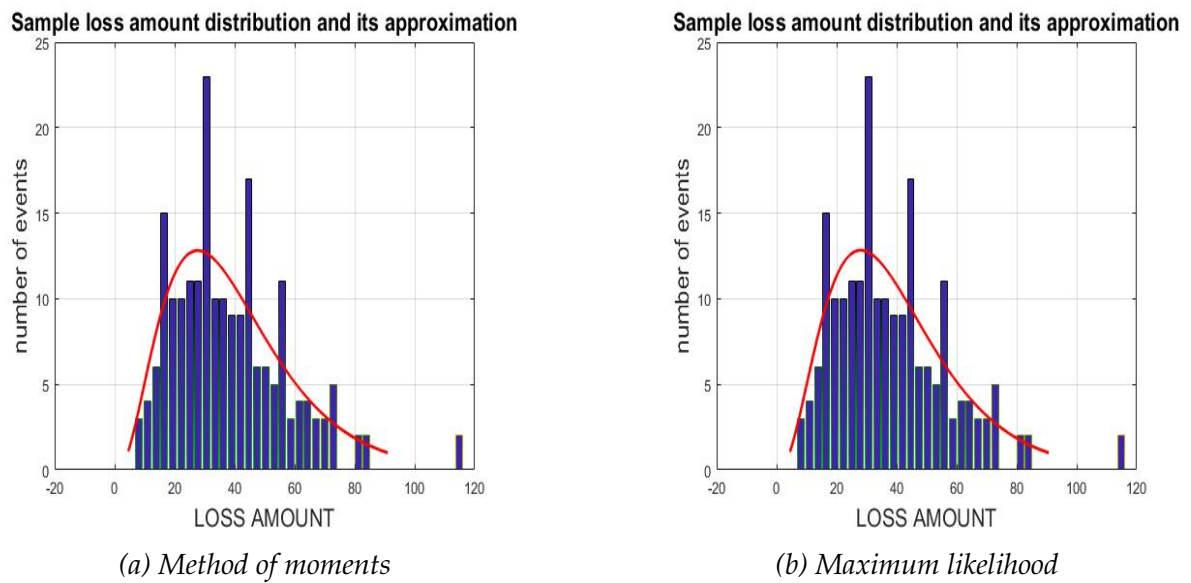 Sample loss amount distribution and its approximation
25
20
15
10
5
0
number of events
-20 0 20 40 60 80 100 120
LOSS AMOUNT
(a) Method of moments
Sample loss amount distribution and its approximation
25
20
15
10
5
0
number of events
-20 0 20 40 60 80 100 120
LOSS AMOUNT
(b) Maximum likelihood